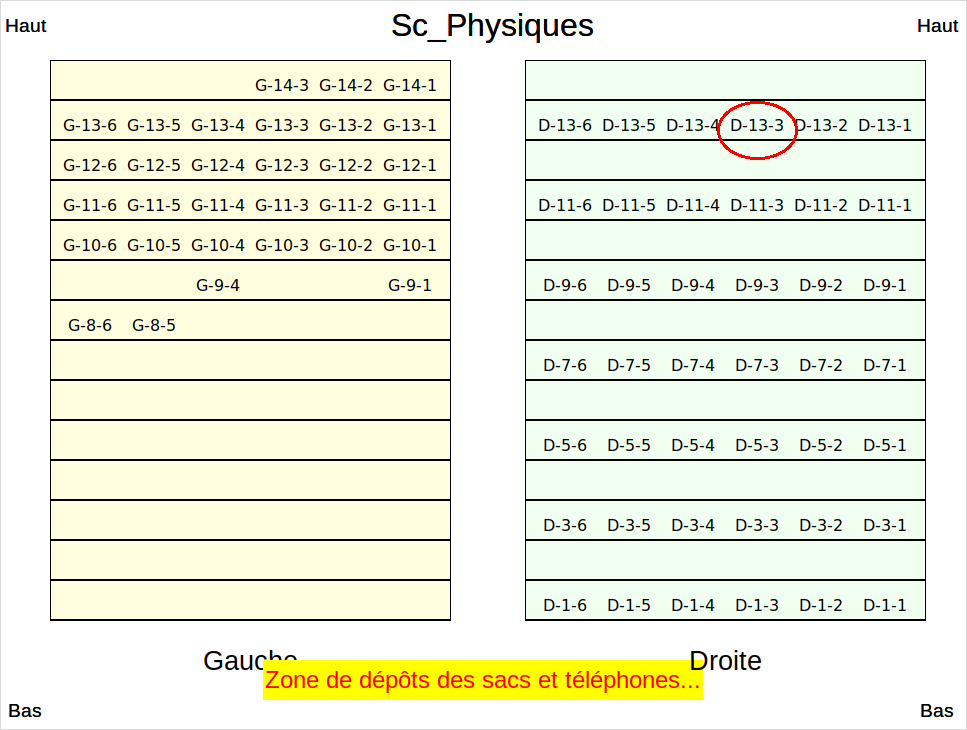 Haut Sc_Physiques Haut
G-14-3 G-14-2 G-14-1
G-13-6 G-13-5 G-13-4 G-13-3 G-13-2 G-13-1 D-13-6 D-13-5 D-13-4 D-13-3 D-13-2 D-13-1
G-12-6 G-12-5 G-12-4 G-12-3 G-12-2 G-12-1
G-11-6 G-11-5 G-11-4 G-11-3 G-11-2 G-11-1 D-11-6 D-11-5 D-11-4 D-11-3 D-11-2 D-11-1
G-10-6 G-10-5 G-10-4 G-10-3 G-10-2 G-10-1
G-9-4 G-9-1 D-9-6 D-9-5 D-9-4 D-9-3 D-9-2 D-9-1
G-8-6 G-8-5
D-7-6 D-7-5 D-7-4 D-7-3 D-7-2 D-7-1
D-5-6 D-5-5 D-5-4 D-5-3 D-5-2 D-5-1
D-3-6 D-3-5 D-3-4 D-3-3 D-3-2 D-3-1
D-1-6 D-1-5 D-1-4 D-1-3 D-1-2 D-1-1
Gauche Droite
Zone de dépôts des sacs et téléphones...
Bas Bas